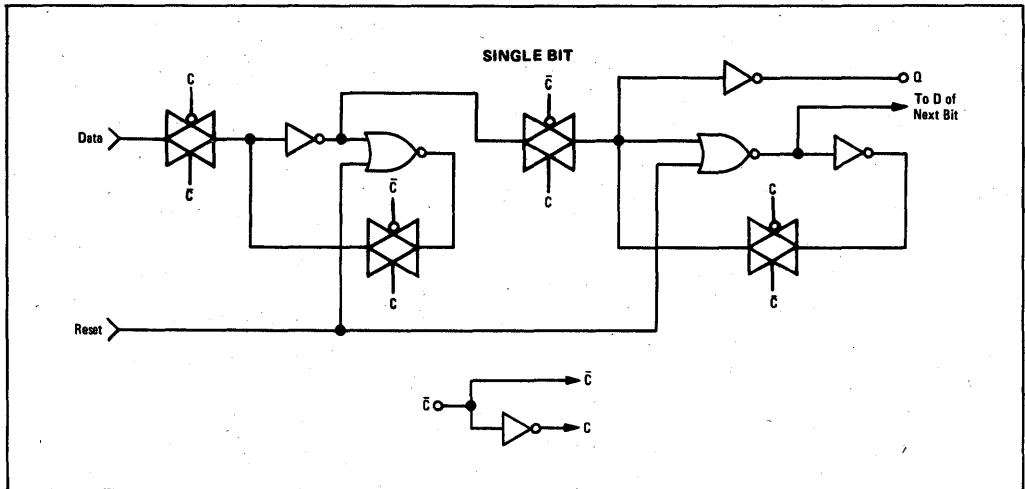 SINGLE BIT
C
C̄
Q
To D of
Next Bit
Data
C̄
C̄
C
C
C
C̄
Reset
C̄
C̄
C